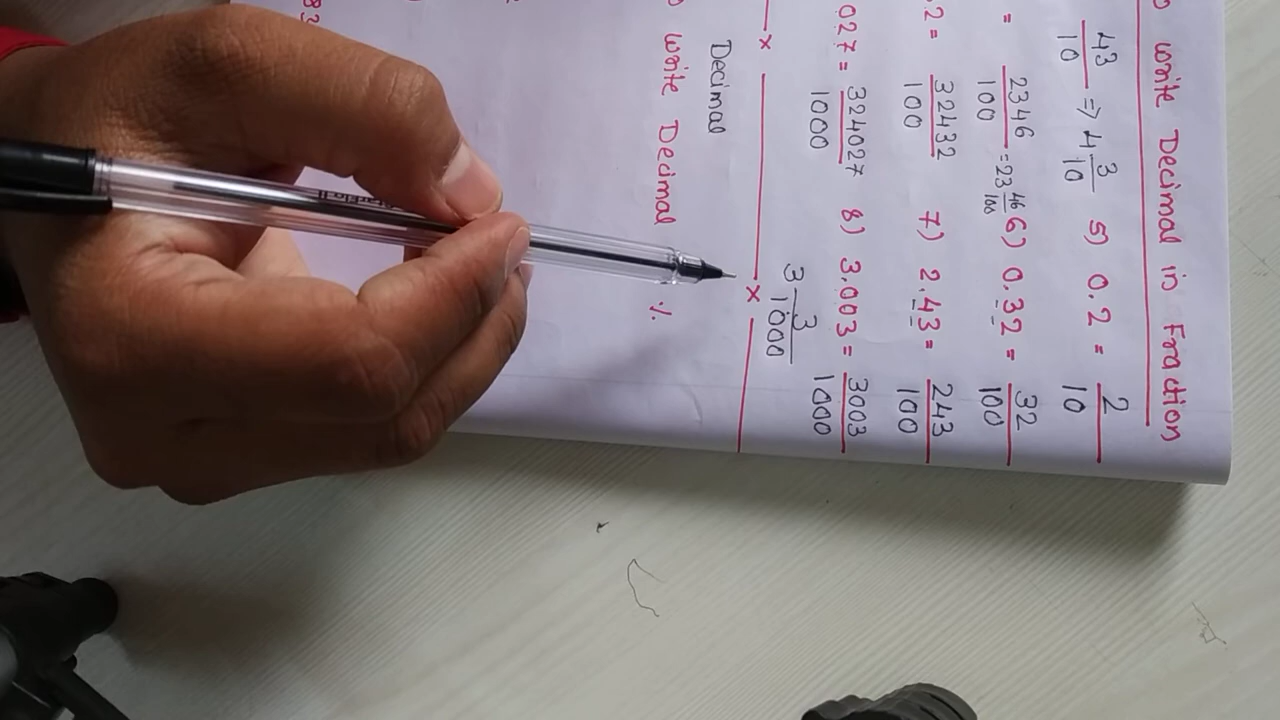 write Decimal in Fraction
43/10 => 4 3/10 5) 0.2 = 2/10
= 2346/100 = 23 46/100 6) 0.32 = 32/100
2 = 32432/100 7) 2.43 = 243/100
027 = 324027/1000 8) 3.003 = 3003/1000
3 3/1000
x x
Decimal
write Decimal %
83